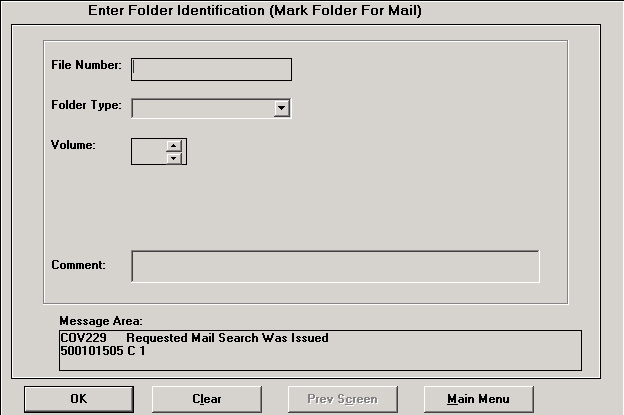 Enter Folder Identification (Mark Folder For Mail)
File Number:
Folder Type:
Volume:
Comment:
Message Area:
COV229 Requested Mail Search Was Issued
500101505 C 1
OK Clear Prev Screen Main Menu